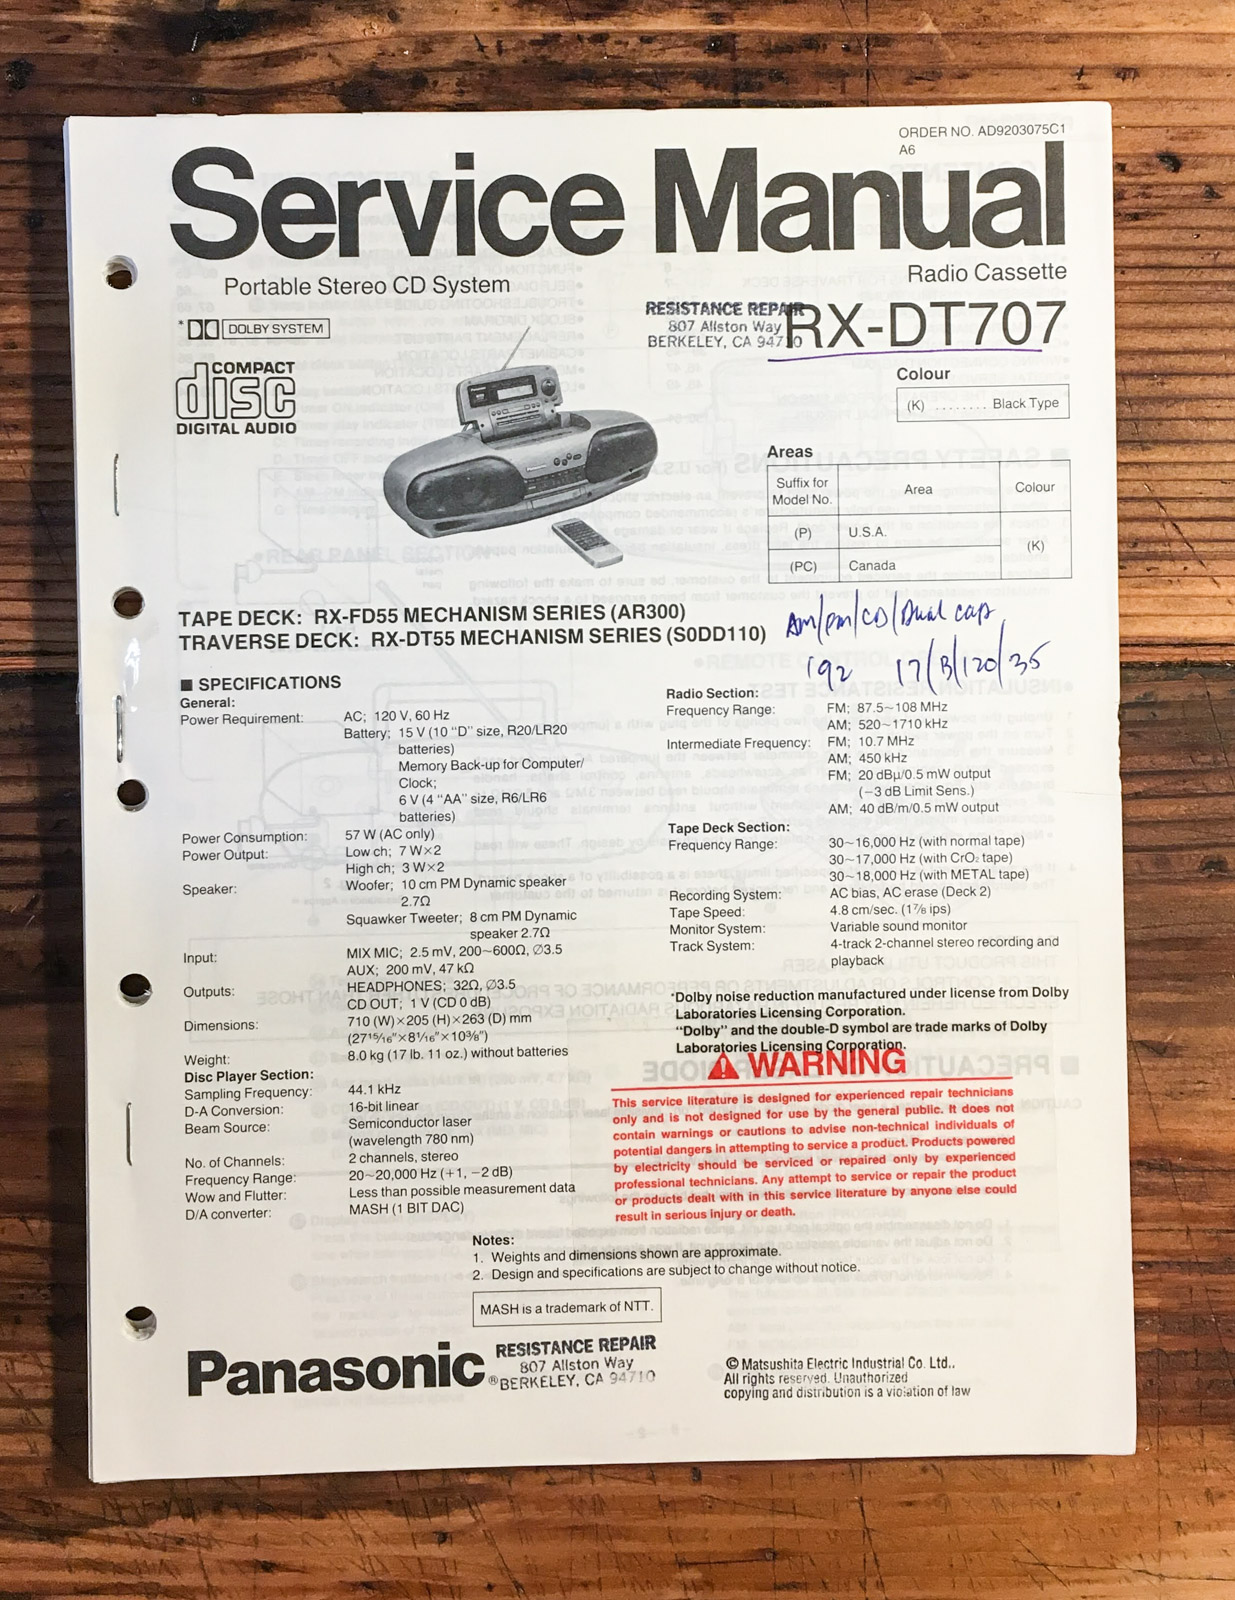 ORDER NO. AD9203075C1
A6
Service Manual
Portable Stereo CD System
Radio Cassette
RX-DT707
RESISTANCE REPAIR
807 Allston Way
BERKELEY, CA 94710
*DOLBY SYSTEM
COMPACT
disc
DIGITAL AUDIO
Colour
(K) ........ Black Type
Areas
Suffix for Model No. Area Colour
(P) U.S.A. (K)
(PC) Canada
TAPE DECK: RX-FD55 MECHANISM SERIES (AR300)
TRAVERSE DECK: RX-DT55 MECHANISM SERIES (S0DD110)
Am/Fm/CD/Dual cass
192 17/B/120/35
■ SPECIFICATIONS
General:
Power Requirement: AC; 120 V, 60 Hz
Battery; 15 V (10 "D" size, R20/LR20
batteries)
Memory Back-up for Computer/
Clock;
6 V (4 "AA" size, R6/LR6
batteries)
Power Consumption: 57 W (AC only)
Power Output: Low ch; 7 W×2
High ch; 3 W×2
Speaker: Woofer; 10 cm PM Dynamic speaker
2.7Ω
Squawker Tweeter; 8 cm PM Dynamic
speaker 2.7Ω
Input: MIX MIC; 2.5 mV, 200~600Ω, ∅3.5
AUX; 200 mV, 47 kΩ
Outputs: HEADPHONES; 32Ω, ∅3.5
CD OUT; 1 V (CD 0 dB)
Dimensions: 710 (W)×205 (H)×263 (D) mm
(27 15/16"×8 1/16"×10 3/8")
Weight: 8.0 kg (17 lb. 11 oz.) without batteries
Disc Player Section:
Sampling Frequency: 44.1 kHz
D-A Conversion: 16-bit linear
Beam Source: Semiconductor laser
(wavelength 780 nm)
No. of Channels: 2 channels, stereo
Frequency Range: 20~20,000 Hz (+1, −2 dB)
Wow and Flutter: Less than possible measurement data
D/A converter: MASH (1 BIT DAC)
Radio Section:
Frequency Range: FM; 87.5~108 MHz
AM; 520~1710 kHz
Intermediate Frequency: FM; 10.7 MHz
AM; 450 kHz
FM; 20 dBµ/0.5 mW output
(−3 dB Limit Sens.)
AM; 40 dB/m/0.5 mW output
Tape Deck Section:
Frequency Range: 30~16,000 Hz (with normal tape)
30~17,000 Hz (with CrO₂ tape)
30~18,000 Hz (with METAL tape)
Recording System: AC bias, AC erase (Deck 2)
Tape Speed: 4.8 cm/sec. (1 7/8 ips)
Monitor System: Variable sound monitor
Track System: 4-track 2-channel stereo recording and
playback
*Dolby noise reduction manufactured under license from Dolby
Laboratories Licensing Corporation.
"Dolby" and the double-D symbol are trade marks of Dolby
Laboratories Licensing Corporation.
WARNING
This service literature is designed for experienced repair technicians
only and is not designed for use by the general public. It does not
contain warnings or cautions to advise non-technical individuals of
potential dangers in attempting to service a product. Products powered
by electricity should be serviced or repaired only by experienced
professional technicians. Any attempt to service or repair the product
or products dealt with in this service literature by anyone else could
result in serious injury or death.
Notes:
1. Weights and dimensions shown are approximate.
2. Design and specifications are subject to change without notice.
MASH is a trademark of NTT.
Panasonic®
RESISTANCE REPAIR
807 Allston Way
BERKELEY, CA 94710
© Matsushita Electric Industrial Co. Ltd.,
All rights reserved. Unauthorized
copying and distribution is a violation of law